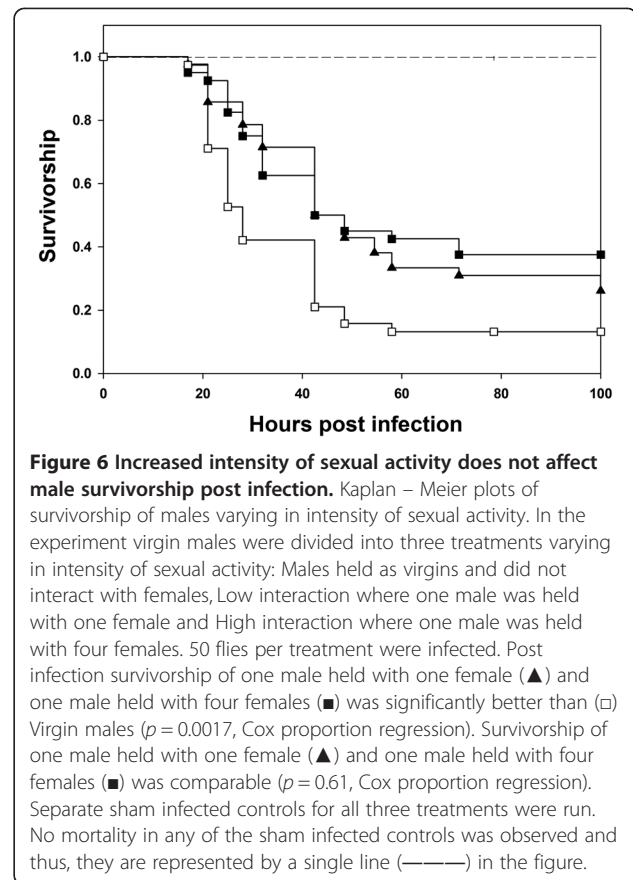 1.0
0.8
0.6
0.4
0.2
0.0
Survivorship
0
20
40
60
80
100
Hours post infection
Figure 6 Increased intensity of sexual activity does not affect
male survivorship post infection. Kaplan – Meier plots of
survivorship of males varying in intensity of sexual activity. In the
experiment virgin males were divided into three treatments varying
in intensity of sexual activity: Males held as virgins and did not
interact with females, Low interaction where one male was held
with one female and High interaction where one male was held
with four females. 50 flies per treatment were infected. Post
infection survivorship of one male held with one female (▲) and
one male held with four females (■) was significantly better than (□)
Virgin males (p = 0.0017, Cox proportion regression). Survivorship of
one male held with one female (▲) and one male held with four
females (■) was comparable (p = 0.61, Cox proportion regression).
Separate sham infected controls for all three treatments were run.
No mortality in any of the sham infected controls was observed and
thus, they are represented by a single line (———) in the figure.